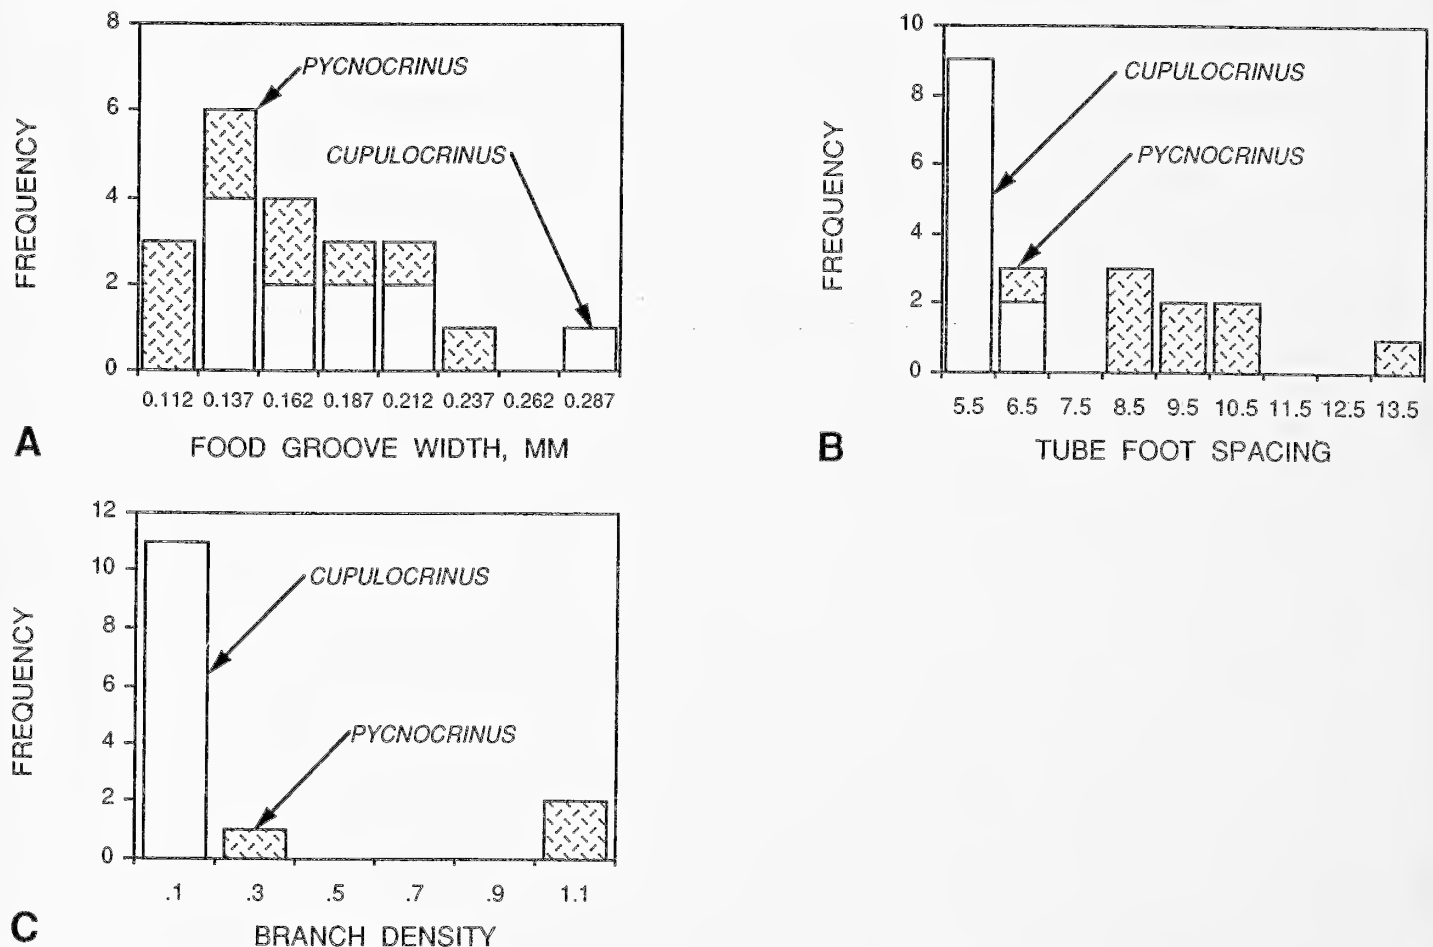 8
6
4
2
0
FREQUENCY
PYCNOCRINUS
CUPULOCRINUS
0.112 0.137 0.162 0.187 0.212 0.237 0.262 0.287
A
FOOD GROOVE WIDTH, MM
10
8
6
4
2
0
FREQUENCY
CUPULOCRINUS
PYCNOCRINUS
5.5 6.5 7.5 8.5 9.5 10.5 11.5 12.5 13.5
B
TUBE FOOT SPACING
12
10
8
6
4
2
0
FREQUENCY
CUPULOCRINUS
PYCNOCRINUS
.1 .3 .5 .7 .9 1.1
C
BRANCH DENSITY